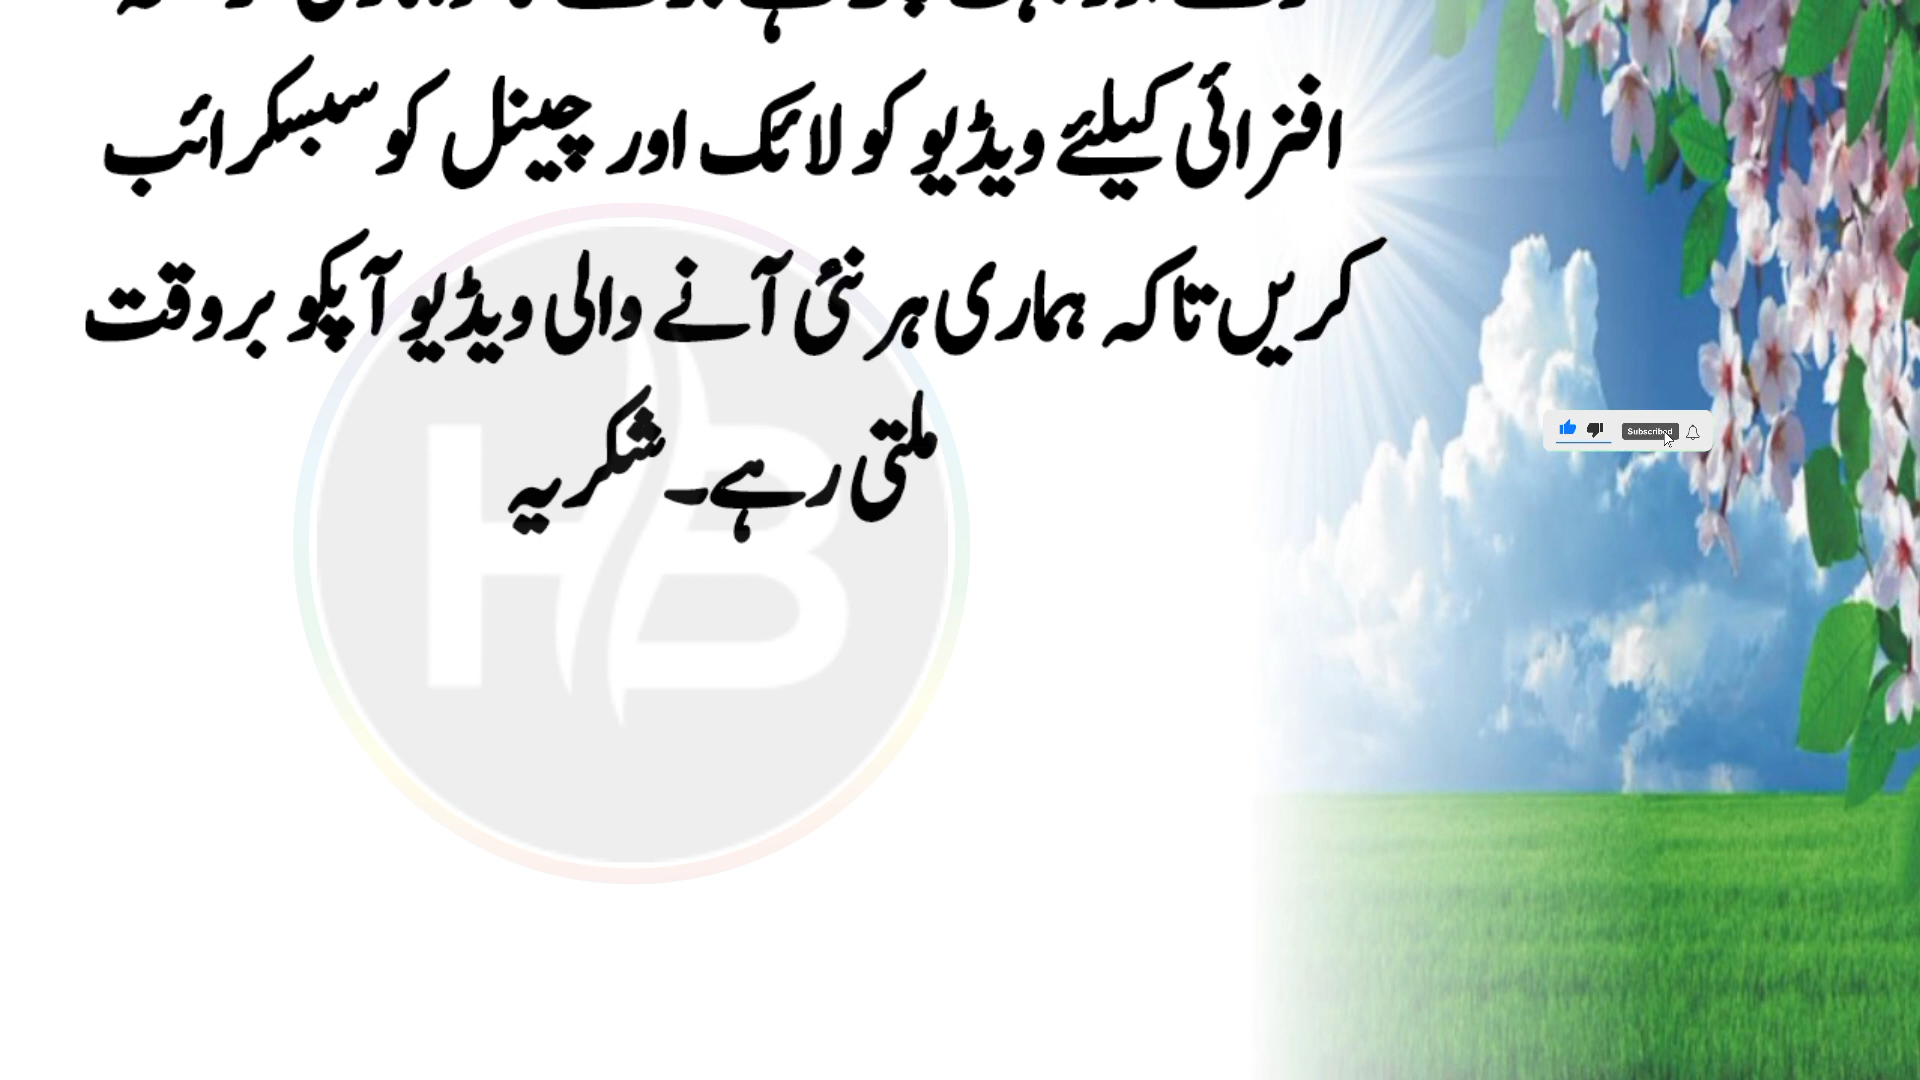 افزائی کیلئے ویڈیو کو لائک اور چینل کو سبسکرائب
کریں تاکہ ہماری ہر نئی آنے والی ویڈیو آپکو بروقت
ملتی رہے۔ شکریہ
Subscribed
HB